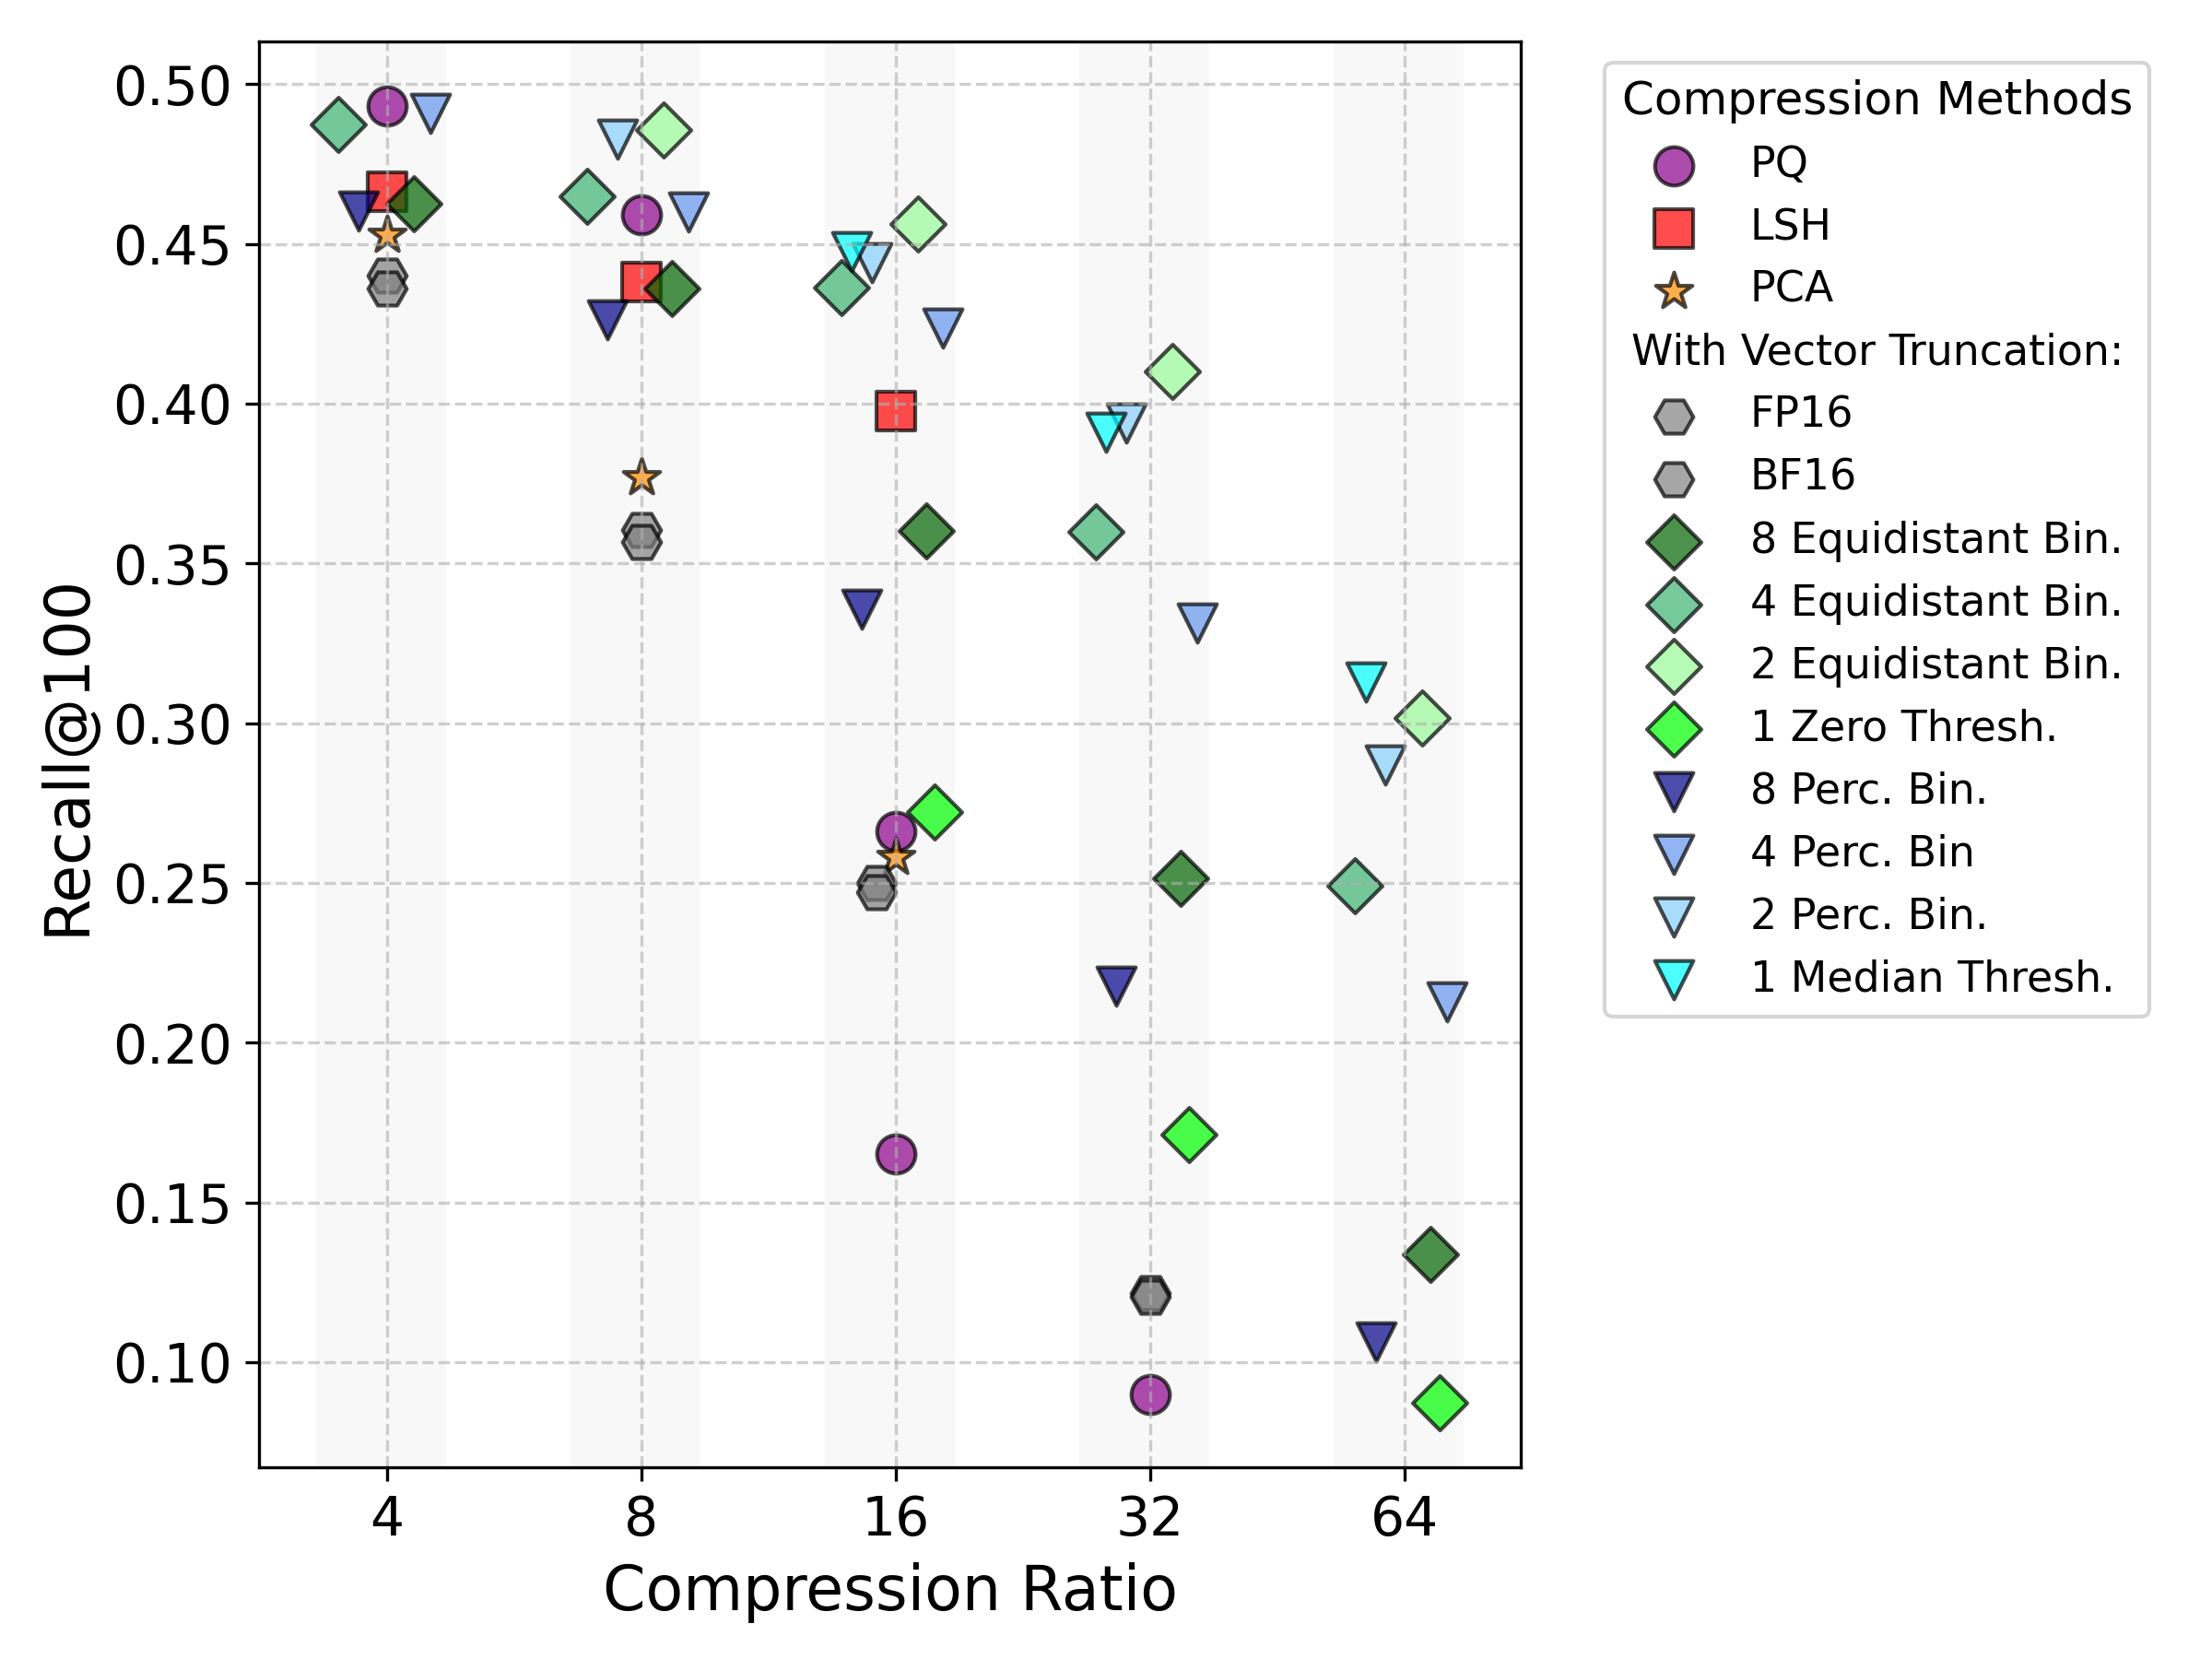 Recall@100
0.50
0.45
0.40
0.35
0.30
0.25
0.20
0.15
0.10
4 8 16 32 64
Compression Ratio
Compression Methods
PQ
LSH
PCA
With Vector Truncation:
FP16
BF16
8 Equidistant Bin.
4 Equidistant Bin.
2 Equidistant Bin.
1 Zero Thresh.
8 Perc. Bin.
4 Perc. Bin
2 Perc. Bin.
1 Median Thresh.